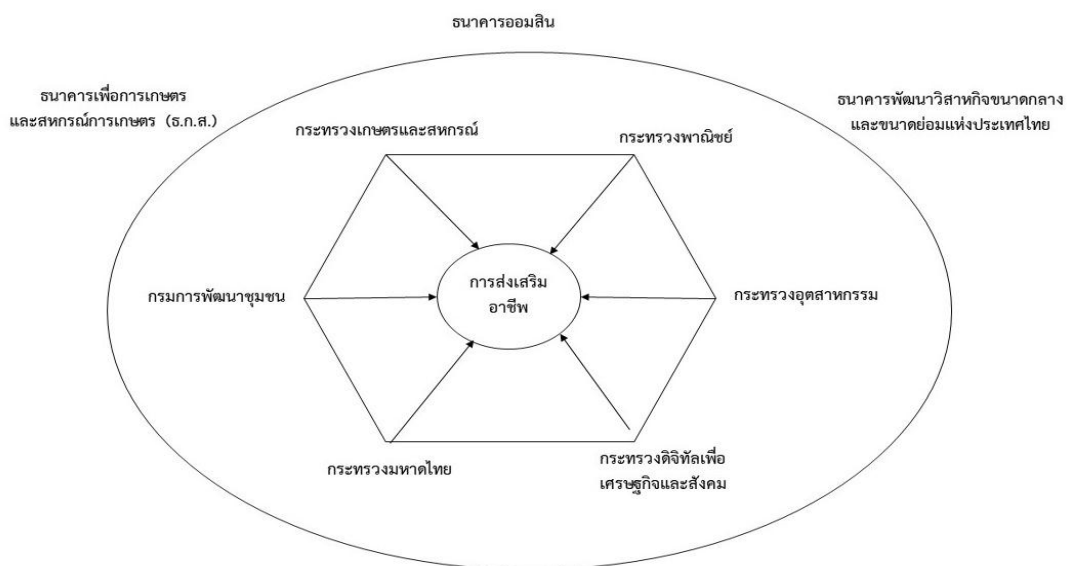 ธนาคารออมสิน
ธนาคารเพื่อการเกษตร
และสหกรณ์การเกษตร (ธ.ก.ส.)
ธนาคารพัฒนาวิสาหกิจขนาดกลาง
และขนาดย่อมแห่งประเทศไทย
กระทรวงเกษตรและสหกรณ์
กระทรวงพาณิชย์
กรมการพัฒนาชุมชน
การส่งเสริม
อาชีพ
กระทรวงอุตสาหกรรม
กระทรวงมหาดไทย
กระทรวงดิจิทัลเพื่อ
เศรษฐกิจและสังคม